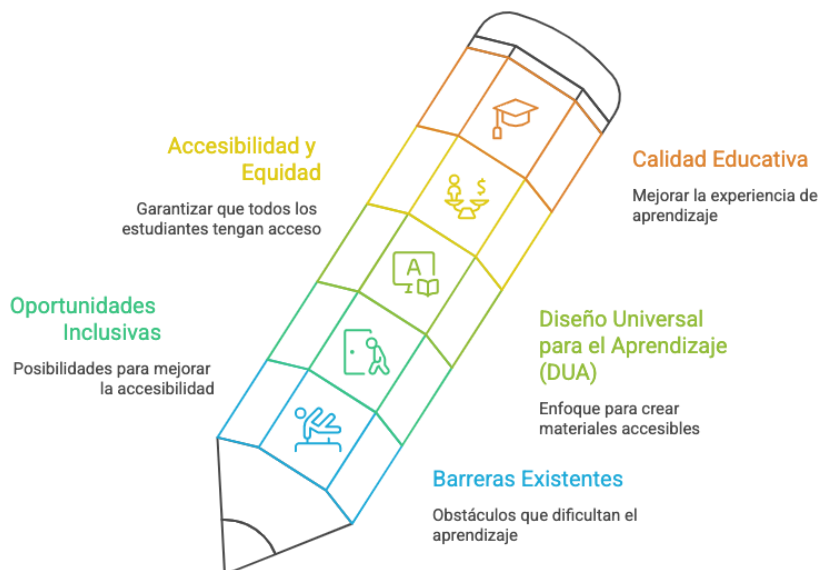 Accesibilidad y
Equidad
Garantizar que todos los
estudiantes tengan acceso
Calidad Educativa
Mejorar la experiencia de
aprendizaje
Oportunidades
Inclusivas
Posibilidades para mejorar
la accesibilidad
Diseño Universal
para el Aprendizaje
(DUA)
Enfoque para crear
materiales accesibles
Barreras Existentes
Obstáculos que dificultan el
aprendizaje
$
A